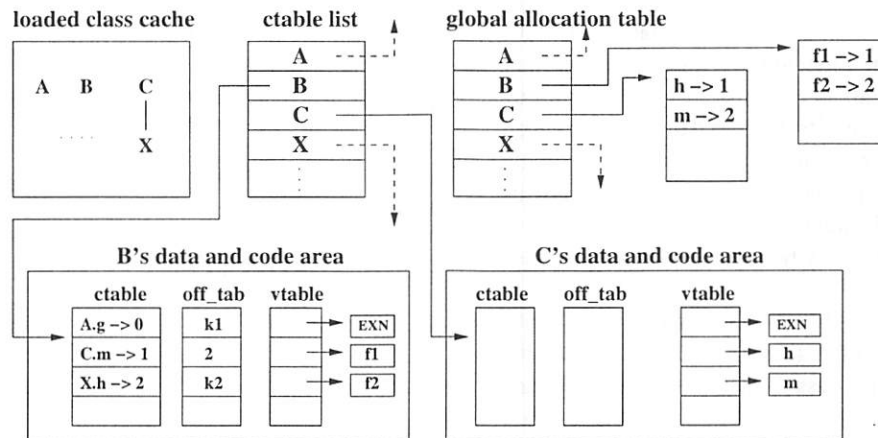 loaded class cache
ctable list
global allocation table
A B C
. . . . .
X
A
B
C
X
A
B
C
X
h -> 1
m -> 2
f1 -> 1
f2 -> 2
B's data and code area
ctable off_tab vtable
A.g -> 0 k1 EXN
C.m -> 1 2 f1
X.h -> 2 k2 f2
C's data and code area
ctable off_tab vtable
EXN
h
m